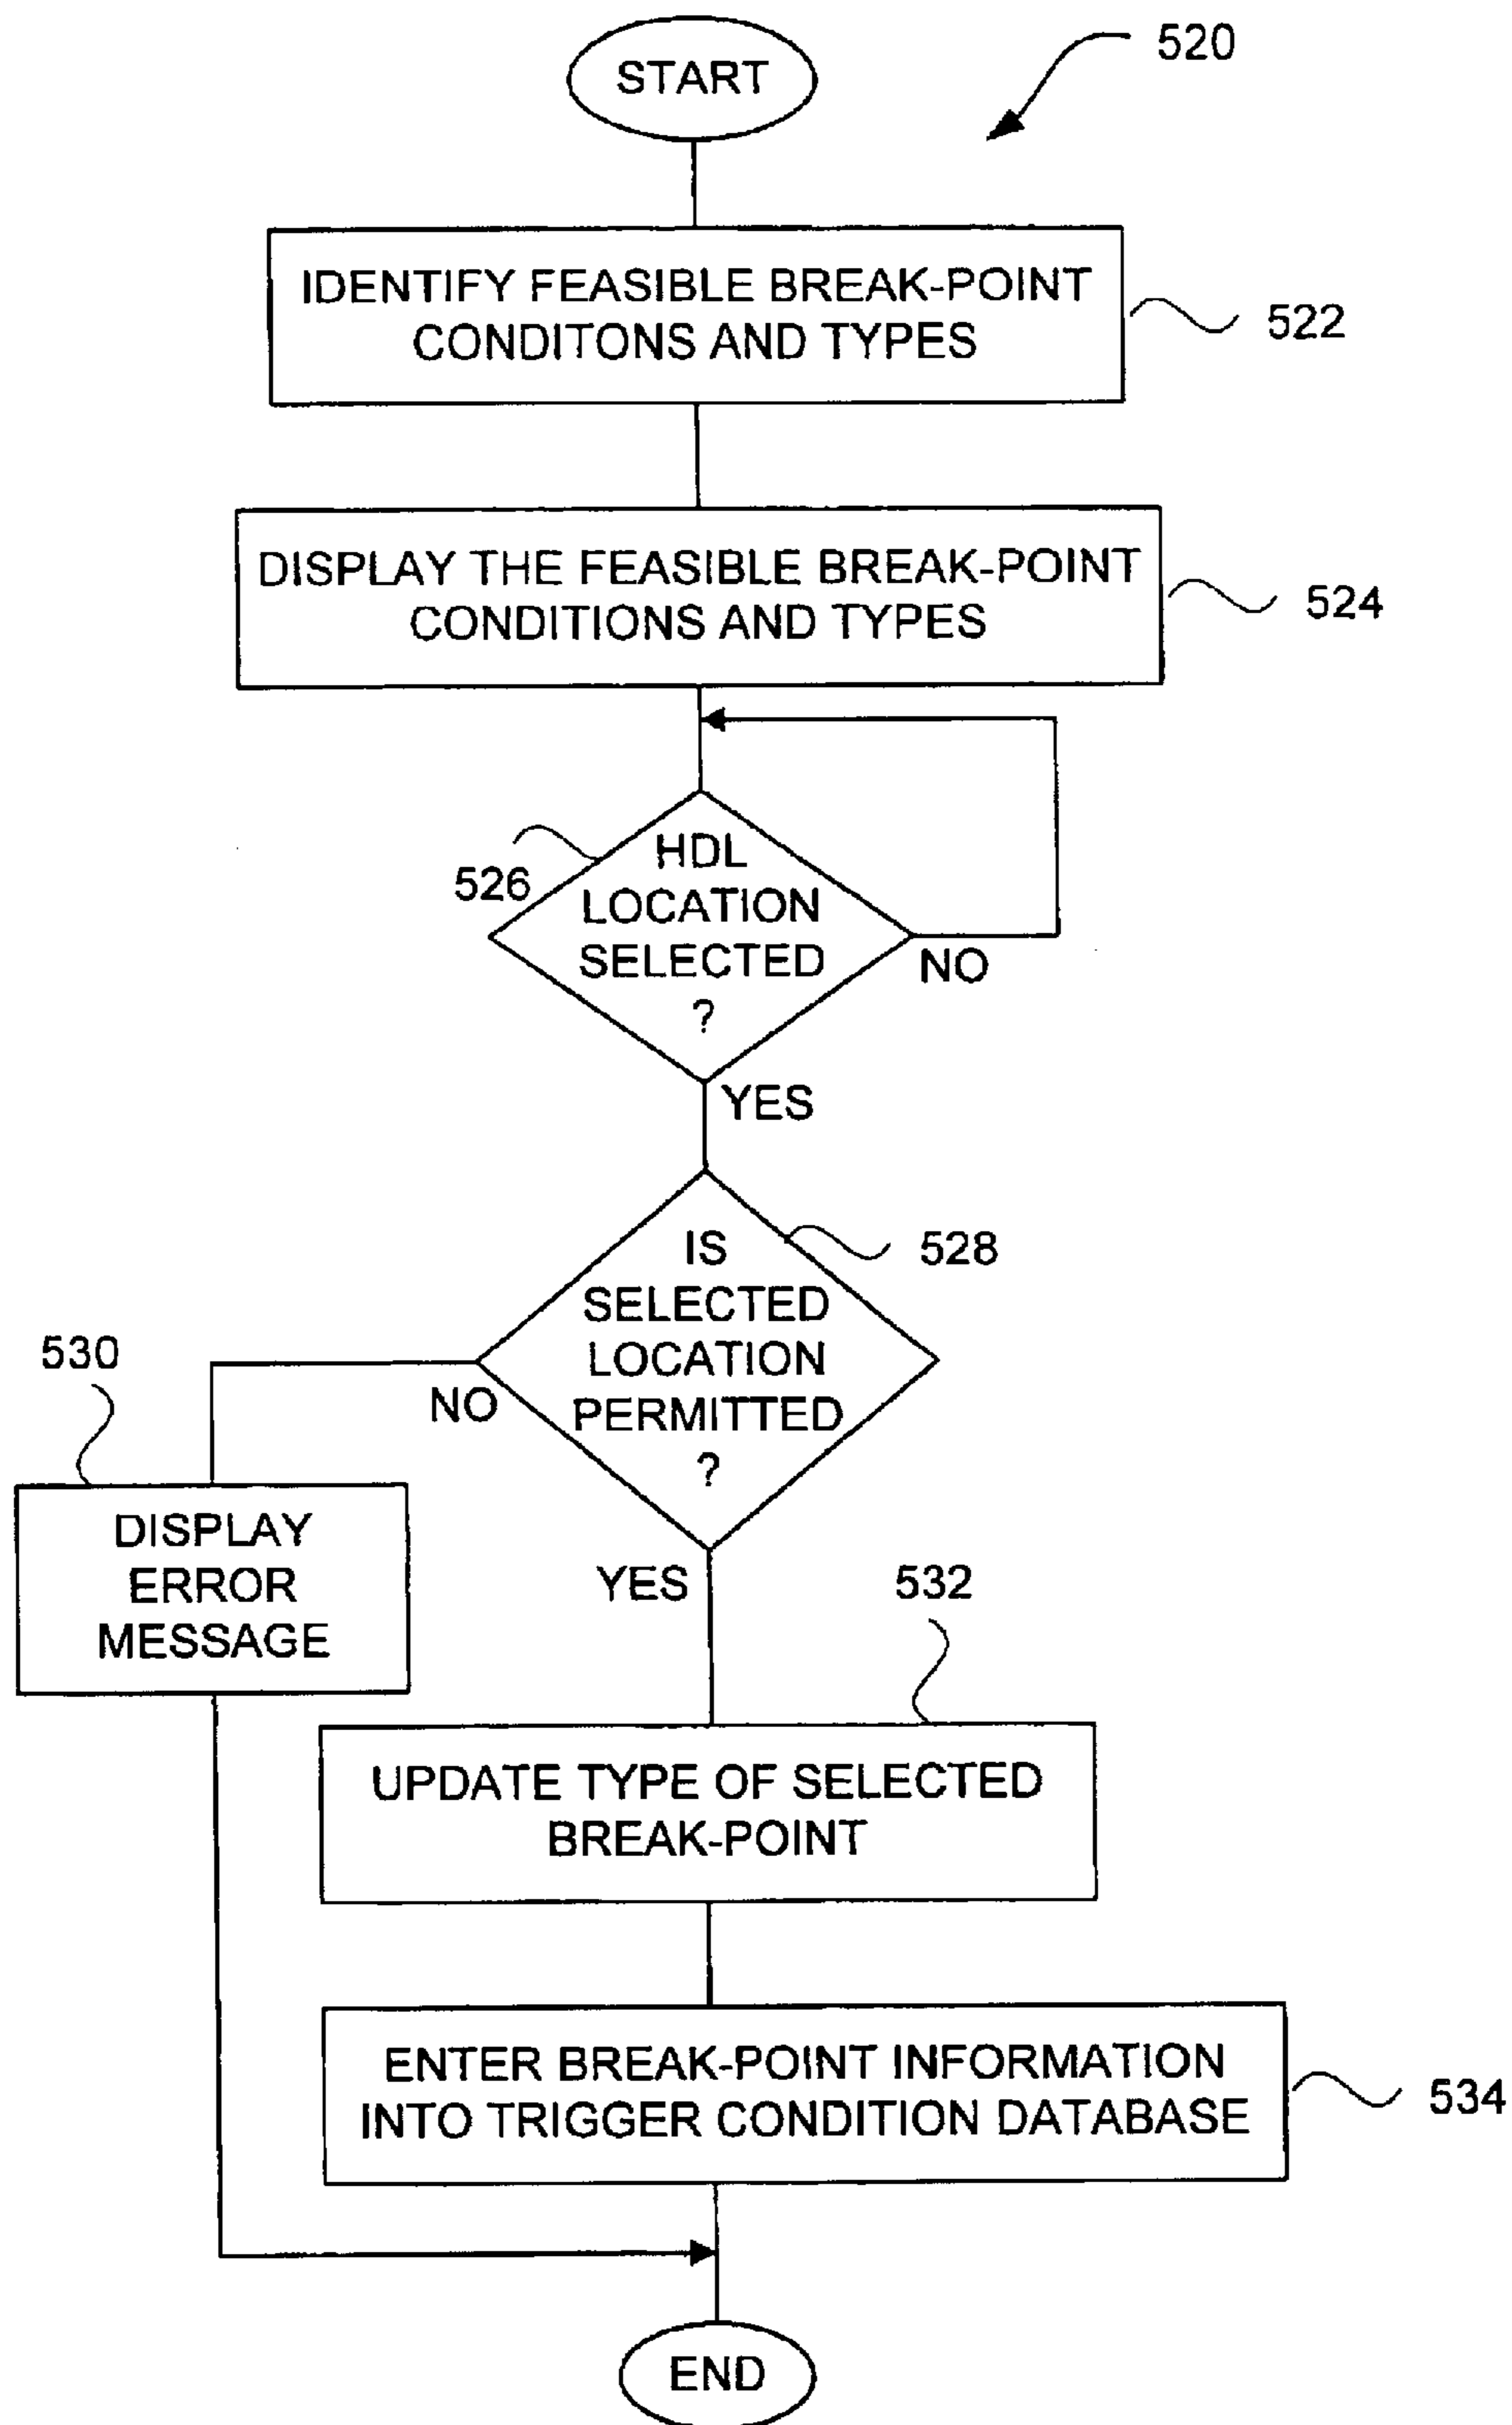 START
520
IDENTIFY FEASIBLE BREAK-POINT
CONDITONS AND TYPES
522
DISPLAY THE FEASIBLE BREAK-POINT
CONDITIONS AND TYPES
524
526
HDL
LOCATION
SELECTED
?
NO
YES
528
IS
SELECTED
LOCATION
PERMITTED
?
NO
530
DISPLAY
ERROR
MESSAGE
YES
532
UPDATE TYPE OF SELECTED
BREAK-POINT
ENTER BREAK-POINT INFORMATION
INTO TRIGGER CONDITION DATABASE
534
END